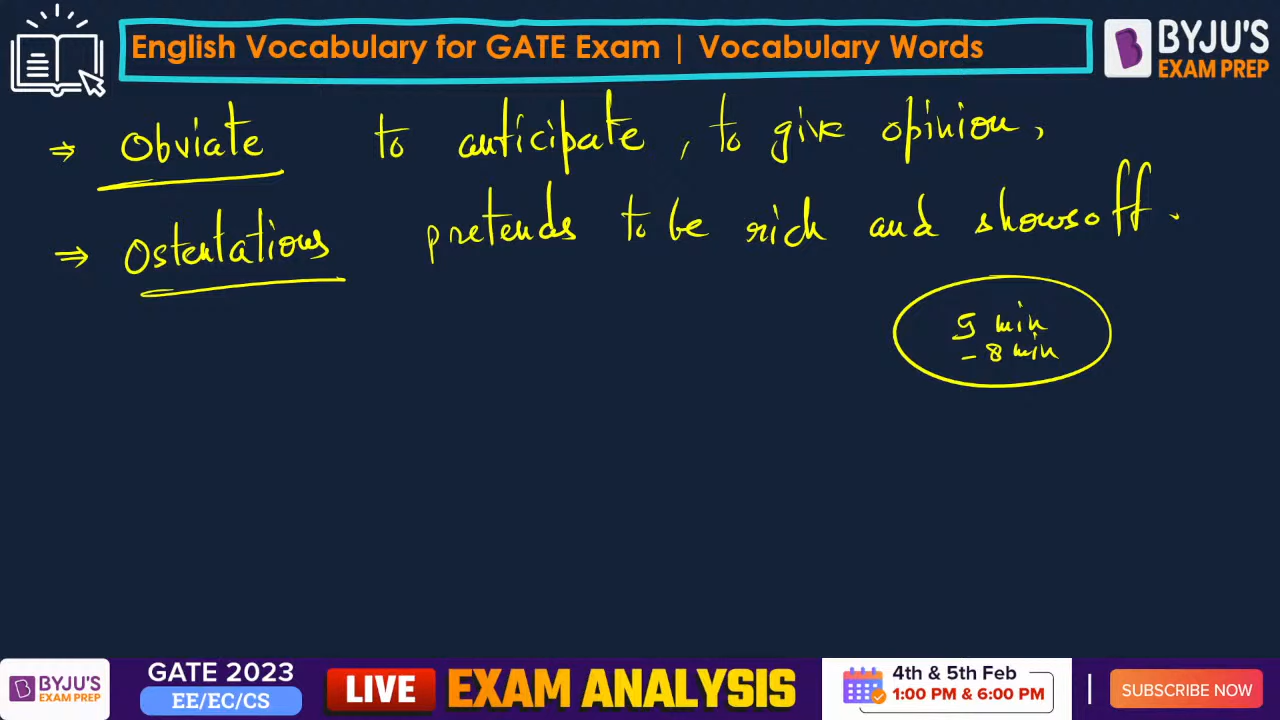 English Vocabulary for GATE Exam | Vocabulary Words
BYJU'S
EXAM PREP
⇒ Obviate to anticipate, to give opinion,
⇒ Ostentatious pretends to be rich and shows off.
5 min
- 8 min
BYJU'S
EXAM PREP
GATE 2023
EE/EC/CS
LIVE
EXAM ANALYSIS
4th & 5th Feb
1:00 PM & 6:00 PM
|
SUBSCRIBE NOW